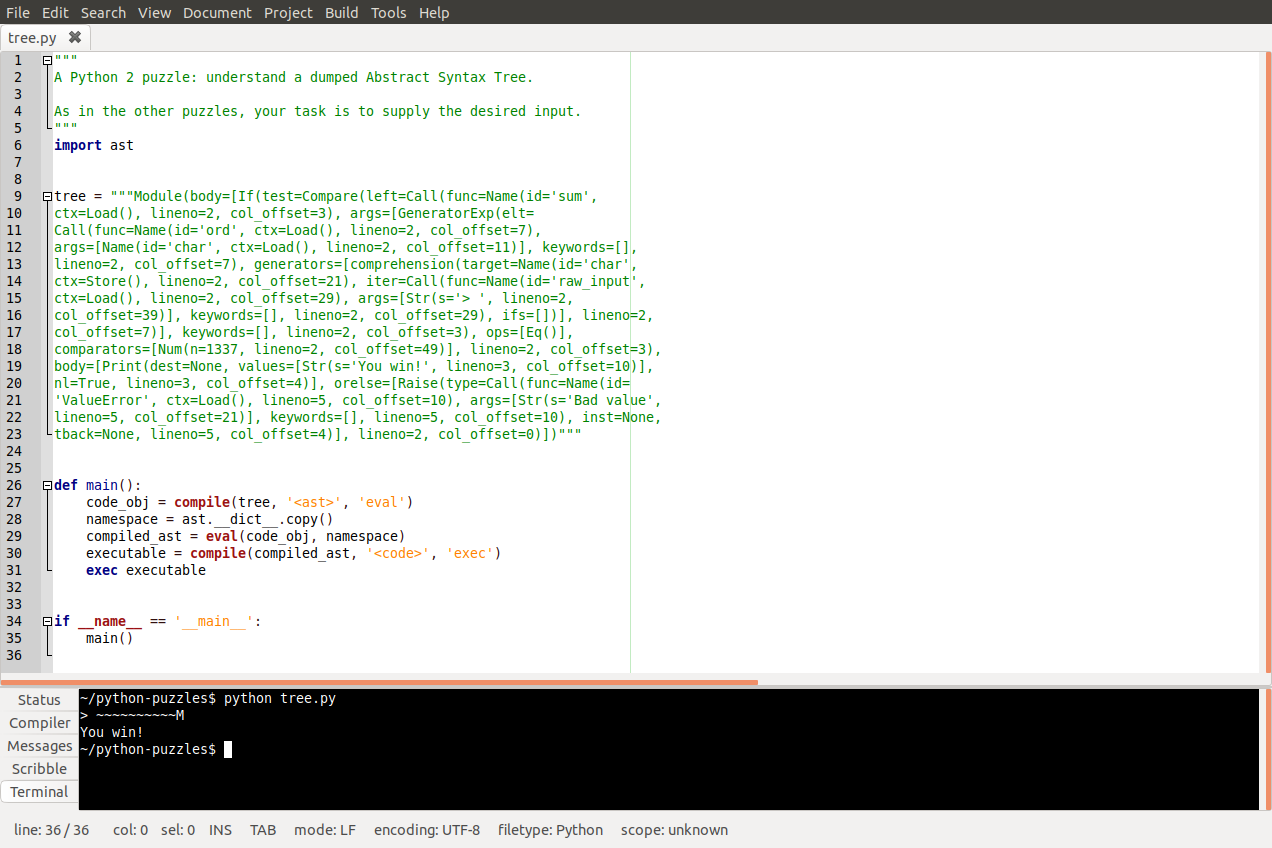 File Edit Search View Document Project Build Tools Help
tree.py ✖
1 """
2 A Python 2 puzzle: understand a dumped Abstract Syntax Tree.
3
4 As in the other puzzles, your task is to supply the desired input.
5 """
6 import ast
7
8
9 tree = """Module(body=[If(test=Compare(left=Call(func=Name(id='sum',
10 ctx=Load(), lineno=2, col_offset=3), args=[GeneratorExp(elt=
11 Call(func=Name(id='ord', ctx=Load(), lineno=2, col_offset=7),
12 args=[Name(id='char', ctx=Load(), lineno=2, col_offset=11)], keywords=[],
13 lineno=2, col_offset=7), generators=[comprehension(target=Name(id='char',
14 ctx=Store(), lineno=2, col_offset=21), iter=Call(func=Name(id='raw_input',
15 ctx=Load(), lineno=2, col_offset=29), args=[Str(s='> ', lineno=2,
16 col_offset=39)], keywords=[], lineno=2, col_offset=29), ifs=[])], lineno=2,
17 col_offset=7)], keywords=[], lineno=2, col_offset=3), ops=[Eq()],
18 comparators=[Num(n=1337, lineno=2, col_offset=49)], lineno=2, col_offset=3),
19 body=[Print(dest=None, values=[Str(s='You win!', lineno=3, col_offset=10)],
20 nl=True, lineno=3, col_offset=4)], orelse=[Raise(type=Call(func=Name(id=
21 'ValueError', ctx=Load(), lineno=5, col_offset=10), args=[Str(s='Bad value',
22 lineno=5, col_offset=21)], keywords=[], lineno=5, col_offset=10), inst=None,
23 tback=None, lineno=5, col_offset=4)], lineno=2, col_offset=0)])"""
24
25
26 def main():
27     code_obj = compile(tree, '<ast>', 'eval')
28     namespace = ast.__dict__.copy()
29     compiled_ast = eval(code_obj, namespace)
30     executable = compile(compiled_ast, '<code>', 'exec')
31     exec executable
32
33
34 if __name__ == '__main__':
35     main()
36
Status
Compiler
Messages
Scribble
Terminal
~/python-puzzles$ python tree.py
> ~~~~~~~~~~M
You win!
~/python-puzzles$
line: 36 / 36 col: 0 sel: 0 INS TAB mode: LF encoding: UTF-8 filetype: Python scope: unknown